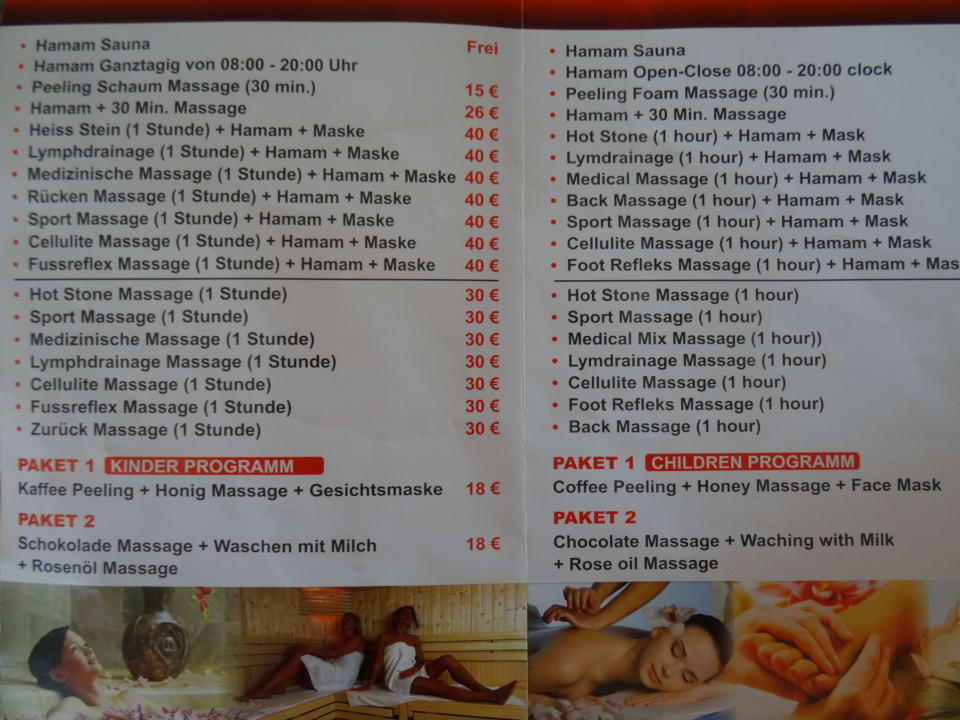 • Hamam Sauna Frei
• Hamam Ganztagig von 08:00 - 20:00 Uhr
• Peeling Schaum Massage (30 min.) 15 €
• Hamam + 30 Min. Massage 26 €
• Heiss Stein (1 Stunde) + Hamam + Maske 40 €
• Lymphdrainage (1 Stunde) + Hamam + Maske 40 €
• Medizinische Massage (1 Stunde) + Hamam + Maske 40 €
• Rücken Massage (1 Stunde) + Hamam + Maske 40 €
• Sport Massage (1 Stunde) + Hamam + Maske 40 €
• Cellulite Massage (1 Stunde) + Hamam + Maske 40 €
• Fussreflex Massage (1 Stunde) + Hamam + Maske 40 €
• Hot Stone Massage (1 Stunde) 30 €
• Sport Massage (1 Stunde) 30 €
• Medizinische Massage (1 Stunde) 30 €
• Lymphdrainage Massage (1 Stunde) 30 €
• Cellulite Massage (1 Stunde) 30 €
• Fussreflex Massage (1 Stunde) 30 €
• Zurück Massage (1 Stunde) 30 €
PAKET 1 KINDER PROGRAMM
Kaffee Peeling + Honig Massage + Gesichtsmaske 18 €
PAKET 2
Schokolade Massage + Waschen mit Milch 18 €
+ Rosenöl Massage
• Hamam Sauna
• Hamam Open-Close 08:00 - 20:00 clock
• Peeling Foam Massage (30 min.)
• Hamam + 30 Min. Massage
• Hot Stone (1 hour) + Hamam + Mask
• Lymdrainage (1 hour) + Hamam + Mask
• Medical Massage (1 hour) + Hamam + Mask
• Back Massage (1 hour) + Hamam + Mask
• Sport Massage (1 hour) + Hamam + Mask
• Cellulite Massage (1 hour) + Hamam + Mask
• Foot Refleks Massage (1 hour) + Hamam + Mas
• Hot Stone Massage (1 hour)
• Sport Massage (1 hour)
• Medical Mix Massage (1 hour))
• Lymdrainage Massage (1 hour)
• Cellulite Massage (1 hour)
• Foot Refleks Massage (1 hour)
• Back Massage (1 hour)
PAKET 1 CHILDREN PROGRAMM
Coffee Peeling + Honey Massage + Face Mask
PAKET 2
Chocolate Massage + Waching with Milk
+ Rose oil Massage